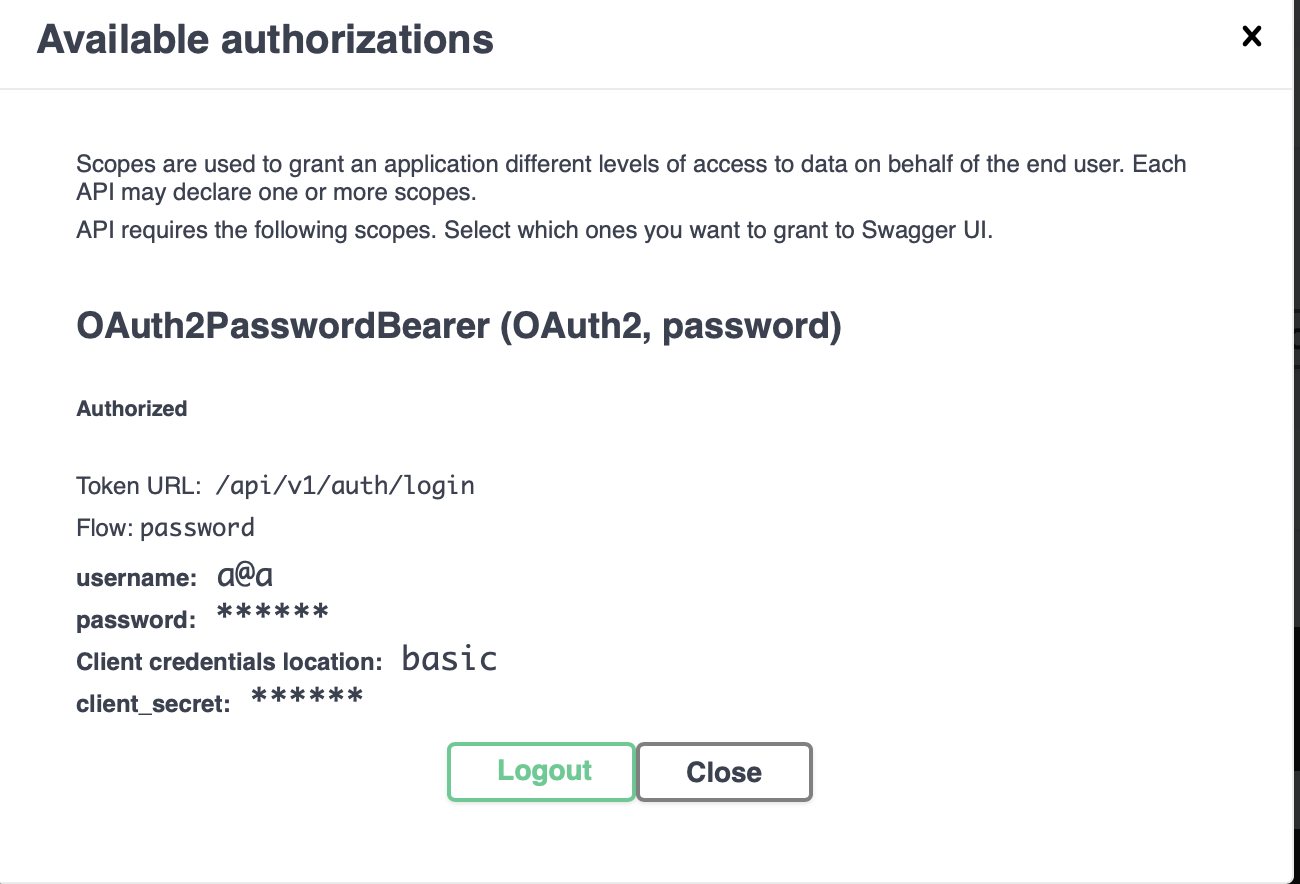 Available authorizations
Scopes are used to grant an application different levels of access to data on behalf of the end user. Each
API may declare one or more scopes.
API requires the following scopes. Select which ones you want to grant to Swagger UI.
OAuth2PasswordBearer (OAuth2, password)
Authorized
Token URL: /api/v1/auth/login
Flow: password
username: a@a
password: ******
Client credentials location: basic
client_secret: ******
Logout Close